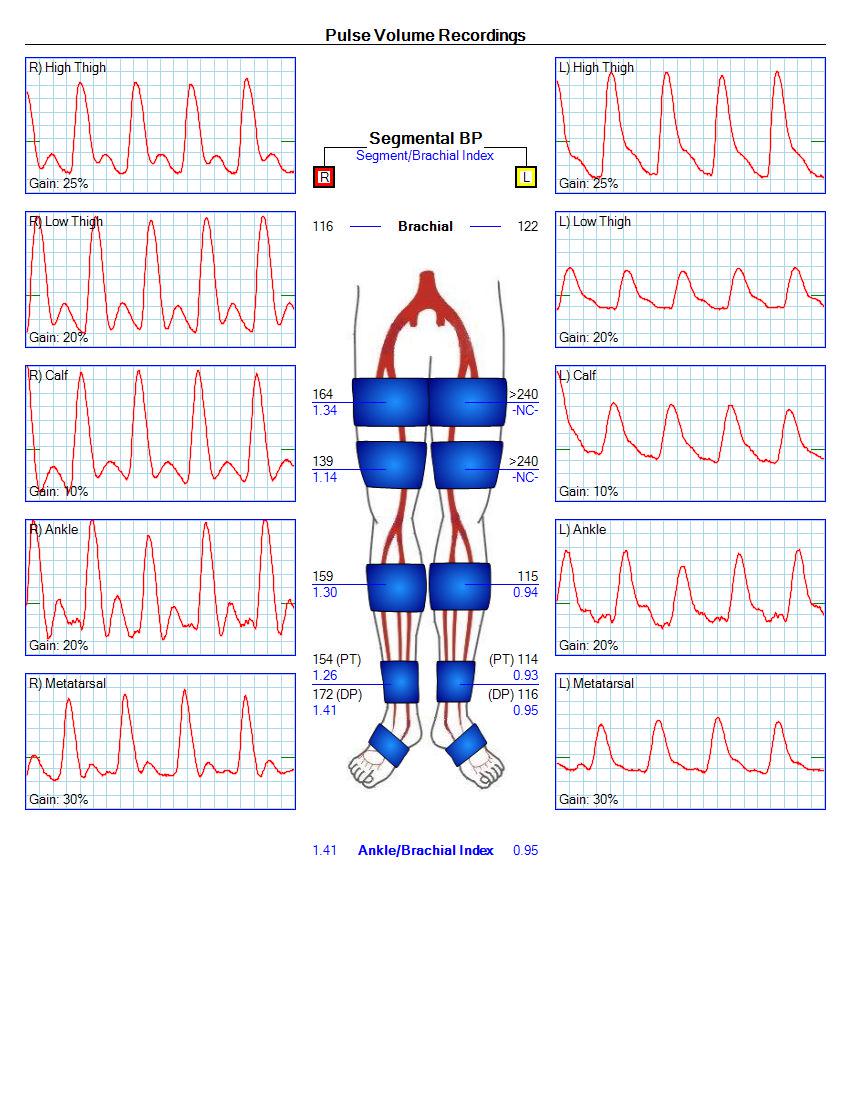 Pulse Volume Recordings
R) High Thigh
Gain: 25%
R) Low Thigh
Gain: 20%
R) Calf
Gain: 10%
R) Ankle
Gain: 20%
R) Metatarsal
Gain: 30%
Segmental BP
Segment/Brachial Index
R
L
116 Brachial 122
164 >240
1.34 -NC-
139 >240
1.14 -NC-
159 115
1.30 0.94
154 (PT) (PT) 114
1.26 0.93
172 (DP) (DP) 116
1.41 0.95
1.41 Ankle/Brachial Index 0.95
L) High Thigh
Gain: 25%
L) Low Thigh
Gain: 20%
L) Calf
Gain: 10%
L) Ankle
Gain: 20%
L) Metatarsal
Gain: 30%